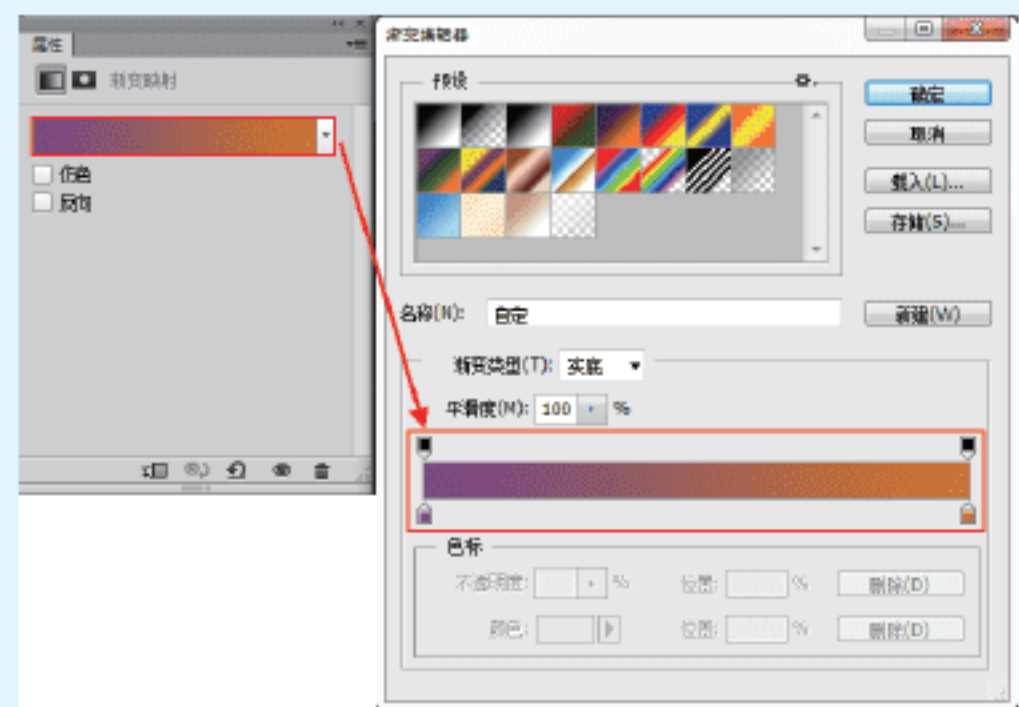 属性
渐变映射
仿色
反向
渐变编辑器
预设
确定
取消
载入(L)...
存储(S)...
名称(N):
自定
新建(W)
渐变类型(T): 实底
平滑度(M): 100 %
色标
不透明度: % 位置: % 删除(D)
颜色: 位置: % 删除(D)